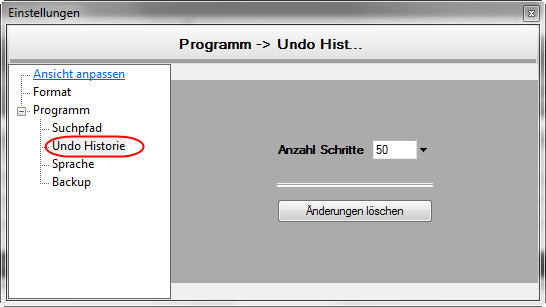 Einstellungen
Programm -> Undo Hist...
Ansicht anpassen
Format
Programm
Suchpfad
Undo Historie
Sprache
Backup
Anzahl Schritte 50
Änderungen löschen